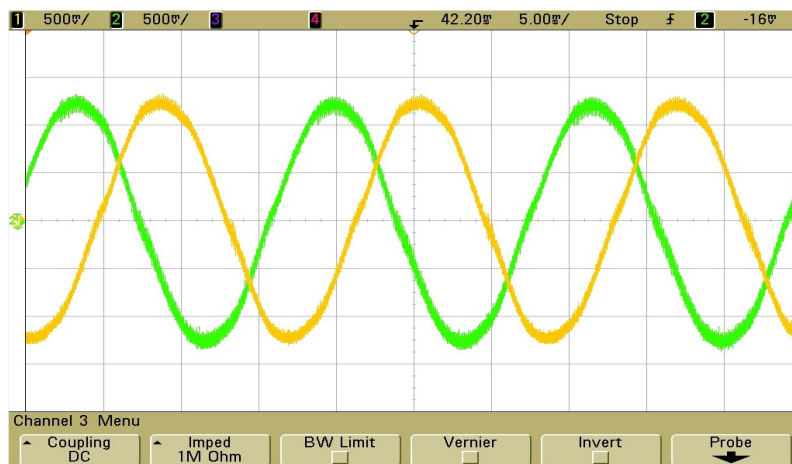 1 500mV/ 2 500mV/ 3 4 42.20ms 5.00ms/ Stop 2 -16mV
2
Channel 3 Menu
Coupling Imped BW Limit Vernier Invert Probe
DC 1M Ohm